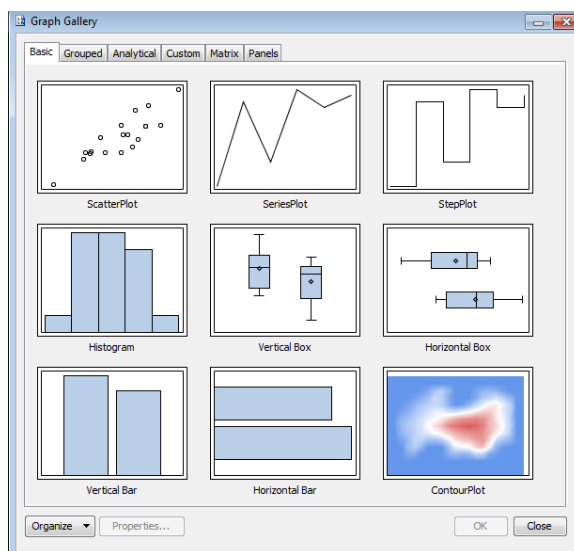 Graph Gallery
Basic Grouped Analytical Custom Matrix Panels
ScatterPlot SeriesPlot StepPlot
Histogram Vertical Box Horizontal Box
Vertical Bar Horizontal Bar ContourPlot
Organize Properties... OK Close